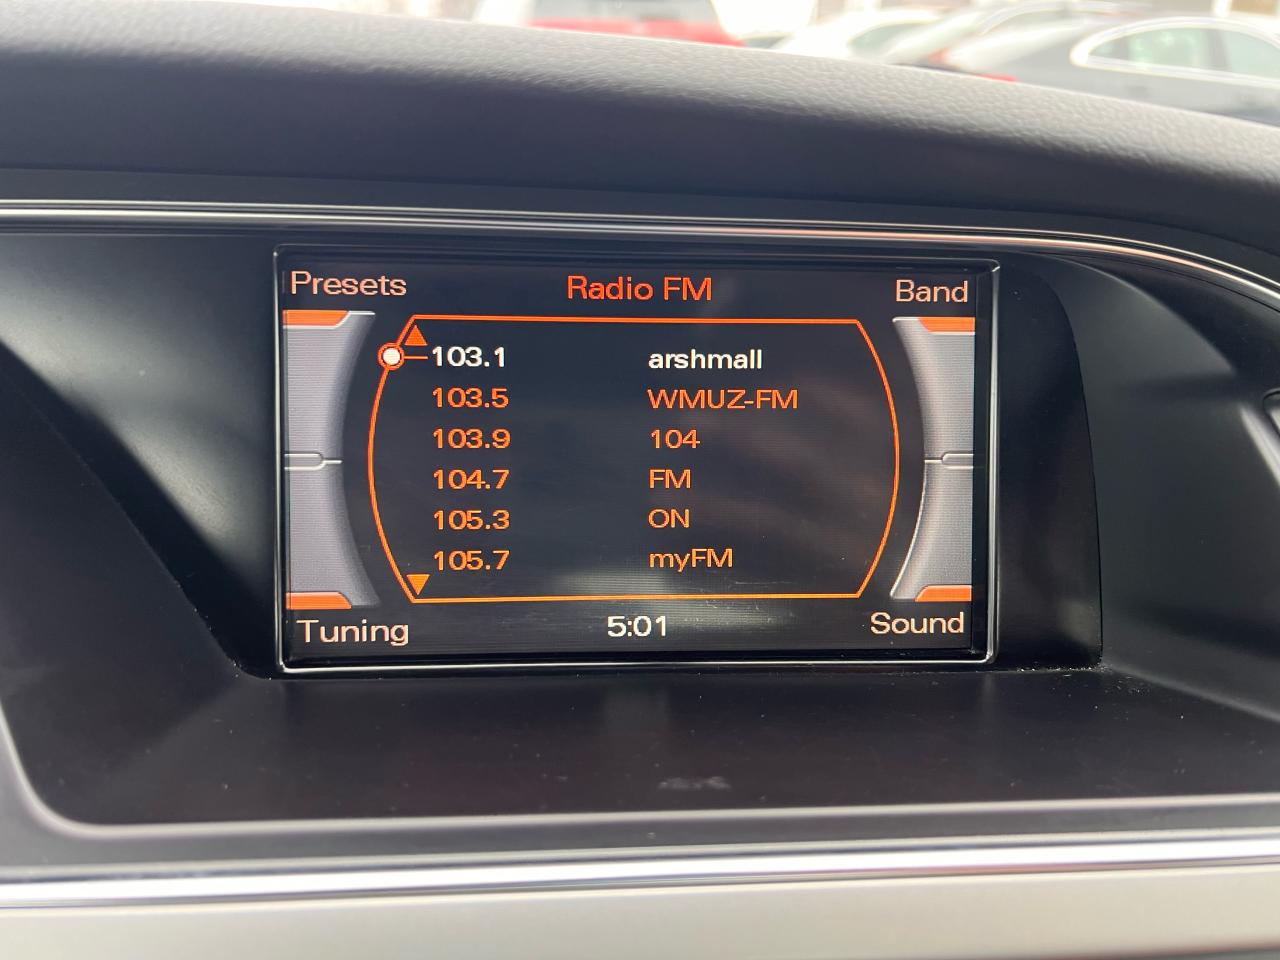 Presets Radio FM Band
103.1 arshmall
103.5 WMUZ-FM
103.9 104
104.7 FM
105.3 ON
105.7 myFM
Tuning 5:01 Sound